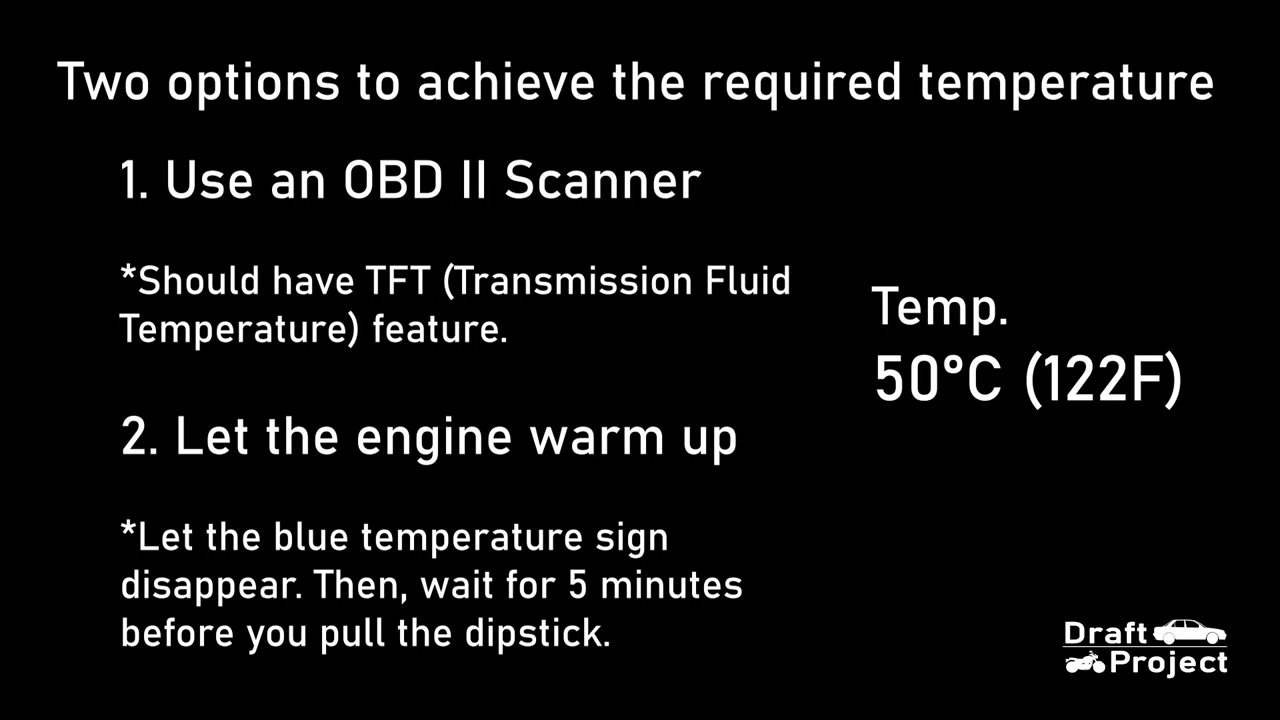 Two options to achieve the required temperature
1. Use an OBD II Scanner
*Should have TFT (Transmission Fluid
Temperature) feature.
Temp.
50°C (122F)
2. Let the engine warm up
*Let the blue temperature sign
disappear. Then, wait for 5 minutes
before you pull the dipstick.
Draft
Project